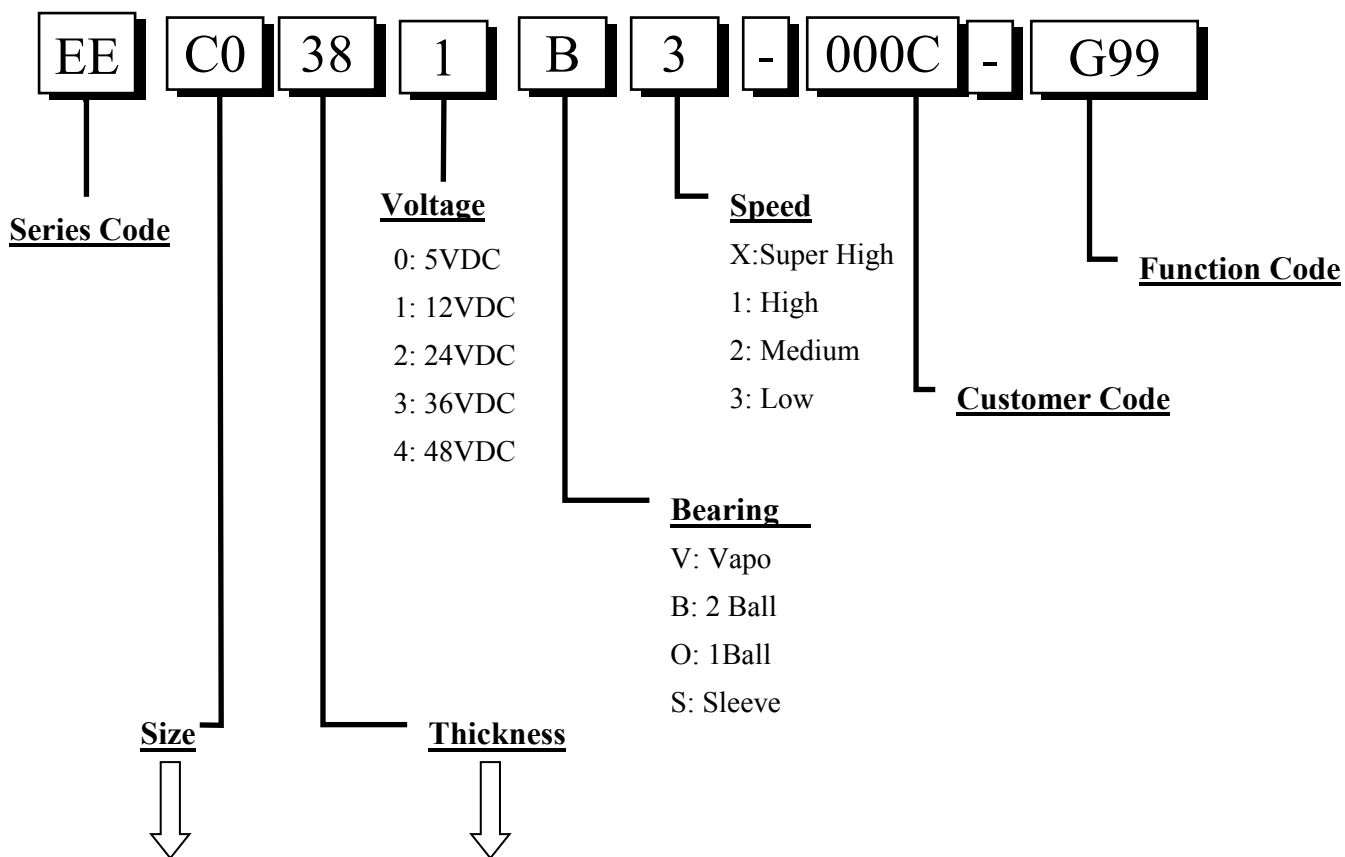 EE C0 38 1 B 3 - 000C - G99
Series Code
Voltage
0: 5VDC
1: 12VDC
2: 24VDC
3: 36VDC
4: 48VDC
Speed
X:Super High
1: High
2: Medium
3: Low
Function Code
Customer Code
Bearing
V: Vapo
B: 2 Ball
O: 1Ball
S: Sleeve
Size
Thickness